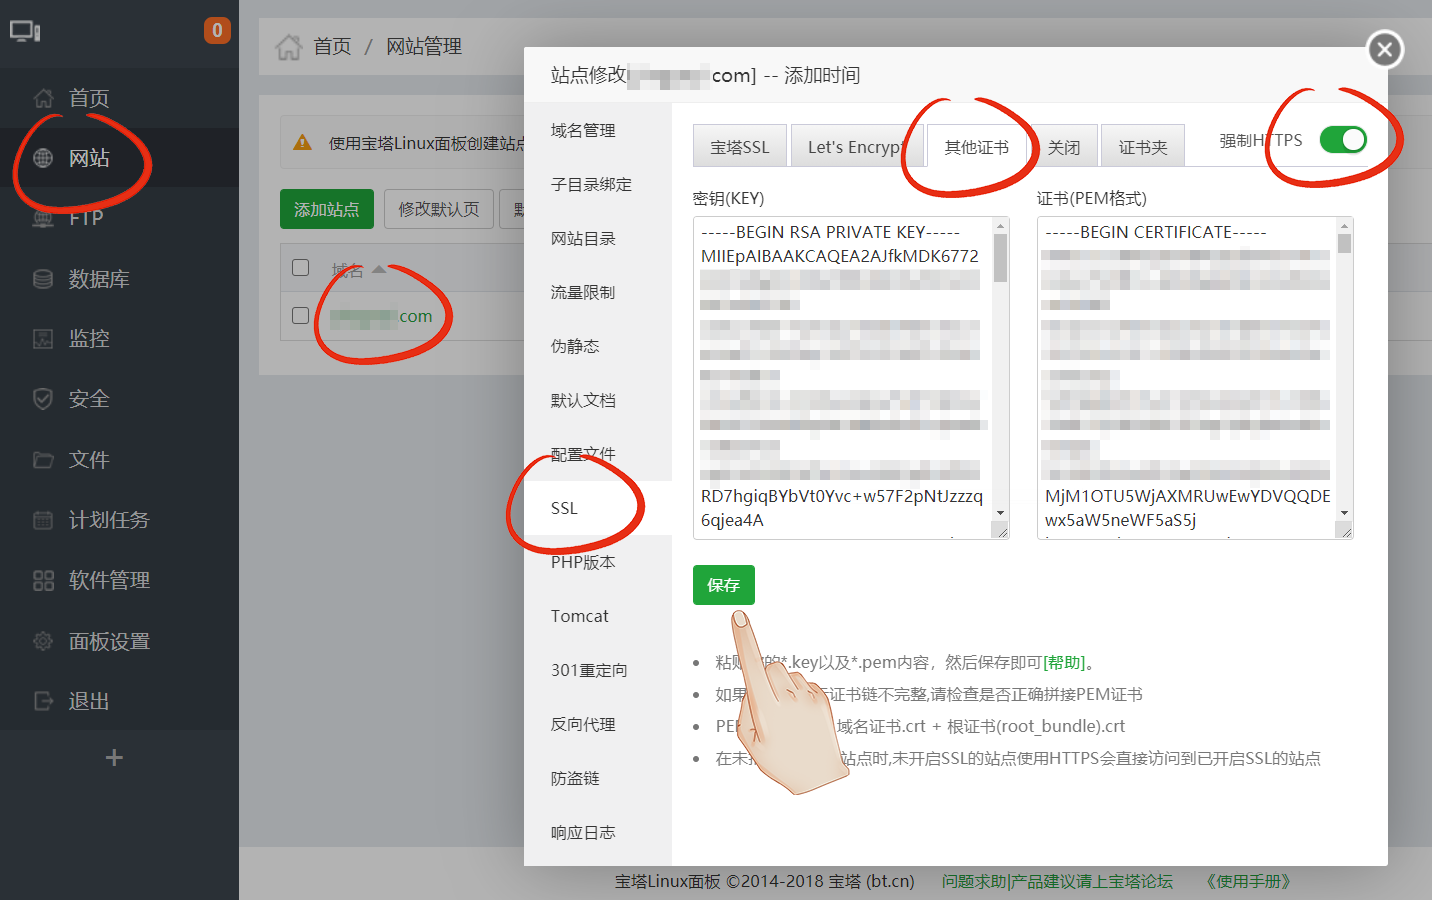 0
首页
网站
FTP
数据库
监控
安全
文件
计划任务
软件管理
面板设置
退出
首页 / 网站管理
使用宝塔Linux面板创建站点
添加站点
修改默认页
域名
com
站点修改
com] -- 添加时间
域名管理
子目录绑定
网站目录
流量限制
伪静态
默认文档
配置文件
SSL
PHP版本
Tomcat
301重定向
反向代理
防盗链
响应日志
宝塔SSL
Let's Encryp
其他证书
关闭
证书夹
强制HTTPS
密钥(KEY)
-----BEGIN RSA PRIVATE KEY-----
MIIEpAIBAAKCAQEA2AJfkMDK6772
RD7hgiqBYbVt0Yvc+w57F2pNtJzzzq
6qjea4A
证书(PEM格式)
-----BEGIN CERTIFICATE-----
MjM1OTU5WjAXMRUwEwYDVQQDE
wx5aW5neWF5aS5j
保存
粘贴 的*.key以及*.pem内容，然后保存即可[帮助]。
如果 证书链不完整,请检查是否正确拼接PEM证书
域名证书.crt + 根证书(root_bundle).crt
在未 站点时,未开启SSL的站点使用HTTPS会直接访问到已开启SSL的站点
宝塔Linux面板 ©2014-2018 宝塔 (bt.cn)
问题求助|产品建议请上宝塔论坛
《使用手册》